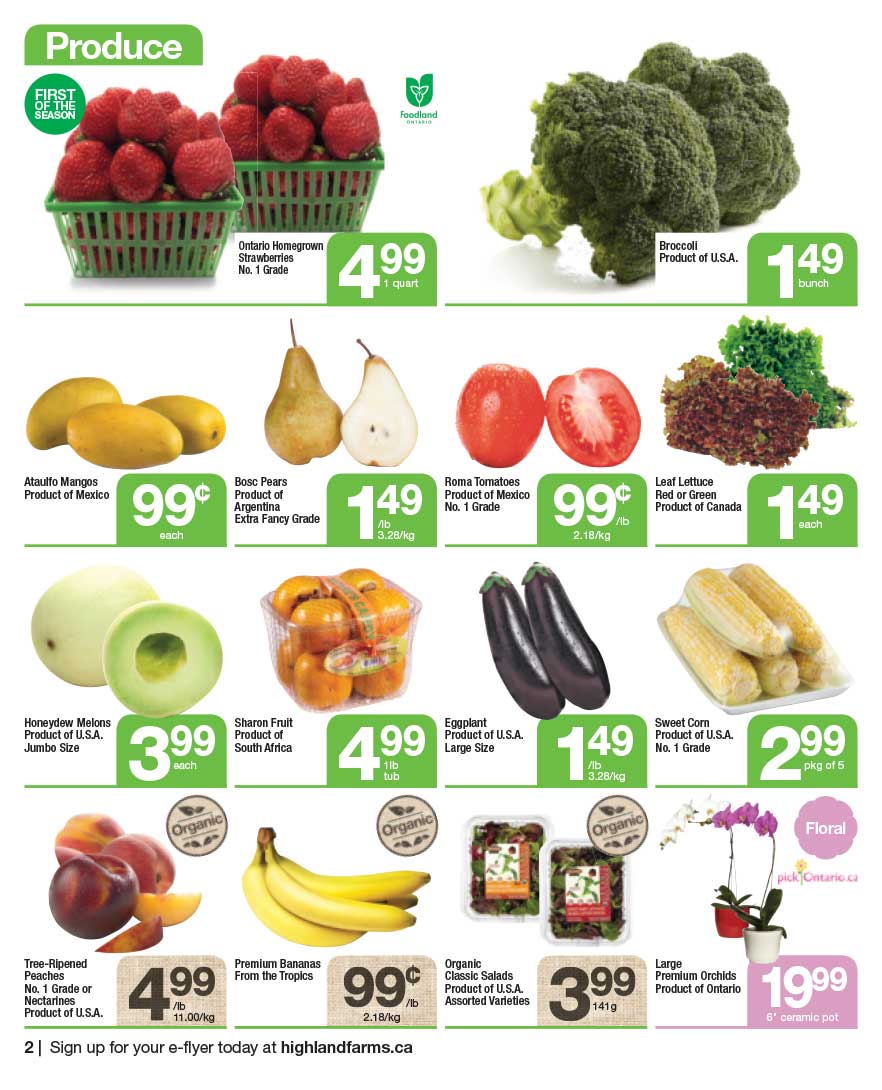 Produce
FIRST
OF THE
SEASON
Foodland
ONTARIO
Ontario Homegrown
Strawberries
No. 1 Grade
4.99
1 quart
Broccoli
Product of U.S.A.
1.49
bunch
Ataulfo Mangos
Product of Mexico
99¢
each
Bosc Pears
Product of
Argentina
Extra Fancy Grade
1.49
/lb
3.28/kg
Roma Tomatoes
Product of Mexico
No. 1 Grade
99¢
/lb
2.18/kg
Leaf Lettuce
Red or Green
Product of Canada
1.49
each
Honeydew Melons
Product of U.S.A.
Jumbo Size
3.99
each
Sharon Fruit
Product of
South Africa
4.99
1lb
tub
Eggplant
Product of U.S.A.
Large Size
1.49
/lb
3.28/kg
Sweet Corn
Product of U.S.A.
No. 1 Grade
2.99
pkg of 5
Organic
Tree-Ripened
Peaches
No. 1 Grade or
Nectarines
Product of U.S.A.
4.99
/lb
11.00/kg
Organic
Premium Bananas
From the Tropics
99¢
/lb
2.18/kg
Organic
Organic
Classic Salads
Product of U.S.A.
Assorted Varieties
3.99
141g
Floral
pickOntario.ca
Large
Premium Orchids
Product of Ontario
19.99
6" ceramic pot
2 | Sign up for your e-flyer today at highlandfarms.ca